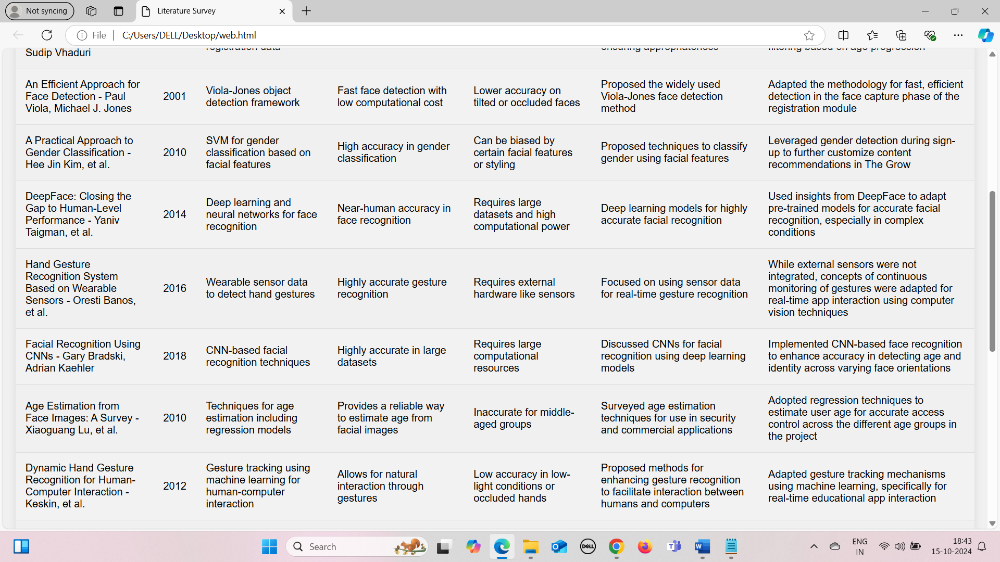 Not syncing
Literature Survey
File
C:/Users/DELL/Desktop/web.html
Sudip Vhaduri
registration data
ensuring appropriateness
filtering based on age progression
An Efficient Approach for
Face Detection - Paul
Viola, Michael J. Jones
2001
Viola-Jones object
detection framework
Fast face detection with
low computational cost
Lower accuracy on
tilted or occluded faces
Proposed the widely used
Viola-Jones face detection
method
Adapted the methodology for fast, efficient
detection in the face capture phase of the
registration module
A Practical Approach to
Gender Classification -
Hee Jin Kim, et al.
2010
SVM for gender
classification based on
facial features
High accuracy in gender
classification
Can be biased by
certain facial features
or styling
Proposed techniques to classify
gender using facial features
Leveraged gender detection during sign-
up to further customize content
recommendations in The Grow
DeepFace: Closing the
Gap to Human-Level
Performance - Yaniv
Taigman, et al.
2014
Deep learning and
neural networks for face
recognition
Near-human accuracy in
face recognition
Requires large
datasets and high
computational power
Deep learning models for highly
accurate facial recognition
Used insights from DeepFace to adapt
pre-trained models for accurate facial
recognition, especially in complex
conditions
Hand Gesture
Recognition System
Based on Wearable
Sensors - Oresti Banos,
et al.
2016
Wearable sensor data
to detect hand gestures
Highly accurate gesture
recognition
Requires external
hardware like sensors
Focused on using sensor data
for real-time gesture recognition
While external sensors were not
integrated, concepts of continuous
monitoring of gestures were adapted for
real-time app interaction using computer
vision techniques
Facial Recognition Using
CNNs - Gary Bradski,
Adrian Kaehler
2018
CNN-based facial
recognition techniques
Highly accurate in large
datasets
Requires large
computational
resources
Discussed CNNs for facial
recognition using deep learning
models
Implemented CNN-based face recognition
to enhance accuracy in detecting age and
identity across varying face orientations
Age Estimation from
Face Images: A Survey -
Xiaoguang Lu, et al.
2010
Techniques for age
estimation including
regression models
Provides a reliable way
to estimate age from
facial images
Inaccurate for middle-
aged groups
Surveyed age estimation
techniques for use in security
and commercial applications
Adopted regression techniques to
estimate user age for accurate access
control across the different age groups in
the project
Dynamic Hand Gesture
Recognition for Human-
Computer Interaction -
Keskin, et al.
2012
Gesture tracking using
machine learning for
human-computer
interaction
Allows for natural
interaction through
gestures
Low accuracy in low-
light conditions or
occluded hands
Proposed methods for
enhancing gesture recognition
to facilitate interaction between
humans and computers
Adapted gesture tracking mechanisms
using machine learning, specifically for
real-time educational app interaction
Search
DELL
ENG
IN
18:43
15-10-2024